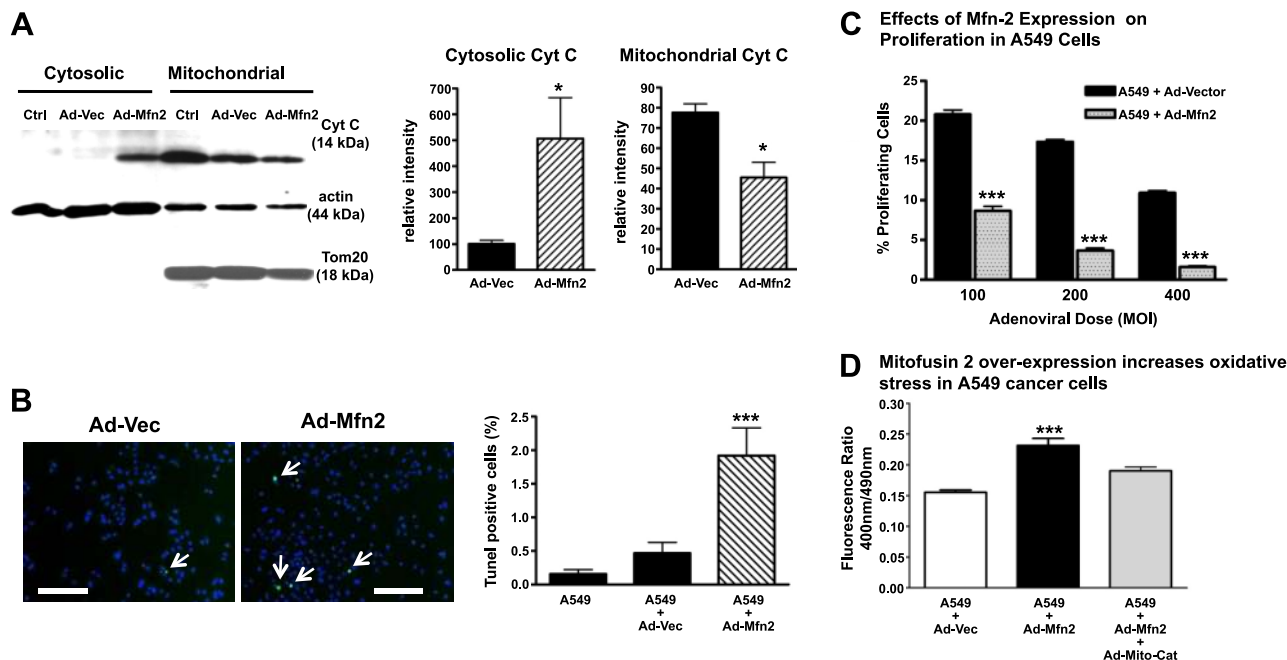 A
Cytosolic Mitochondrial
Ctrl Ad-Vec Ad-Mfn2 Ctrl Ad-Vec Ad-Mfn2
Cyt C
(14 kDa)
actin
(44 kDa)
Tom20
(18 kDa)
Cytosolic Cyt C
relative intensity
700
600
500
400
300
200
100
0
*
Ad-Vec Ad-Mfn2
Mitochondrial Cyt C
relative intensity
90
80
70
60
50
40
30
20
10
0
*
Ad-Vec Ad-Mfn2
B
Ad-Vec Ad-Mfn2
Tunel positive cells (%)
2.5
2.0
1.5
1.0
0.5
0.0
***
A549
A549
+
Ad-Vec
A549
+
Ad-Mfn2
C Effects of Mfn-2 Expression on
Proliferation in A549 Cells
% Proliferating Cells
25
20
15
10
5
0
A549 + Ad-Vector
A549 + Ad-Mfn2
***
***
***
100 200 400
Adenoviral Dose (MOI)
D Mitofusin 2 over-expression increases oxidative
stress in A549 cancer cells
Fluorescence Ratio
400nm/490nm
0.30
0.25
0.20
0.15
0.10
0.05
0.00
***
A549
+
Ad-Vec
A549
+
Ad-Mfn2
A549
+
Ad-Mfn2
+
Ad-Mito-Cat